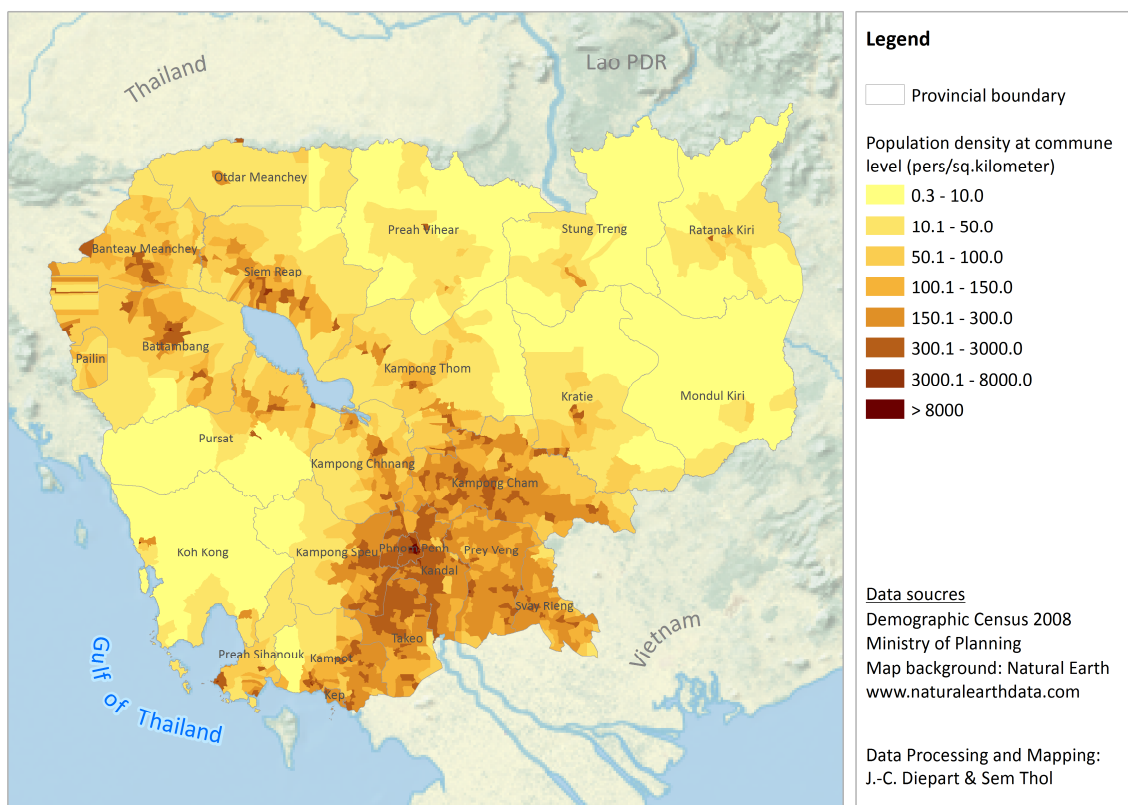 Thailand
Lao PDR
Otdar Meanchey
Preah Vihear
Stung Treng
Ratanak Kiri
Banteay Meanchey
Siem Reap
Battambang
Pailin
Kampong Thom
Kratie
Mondul Kiri
Pursat
Kampong Chhnang
Kampong Cham
Koh Kong
Kampong Speu
Phnom Penh
Prey Veng
Kandal
Svay Rieng
Takeo
Preah Sihanouk
Kampot
Kep
Vietnam
Gulf of Thailand
Legend
Provincial boundary
Population density at commune
level (pers/sq.kilometer)
0.3 - 10.0
10.1 - 50.0
50.1 - 100.0
100.1 - 150.0
150.1 - 300.0
300.1 - 3000.0
3000.1 - 8000.0
> 8000
Data soucres
Demographic Census 2008
Ministry of Planning
Map background: Natural Earth
www.naturalearthdata.com
Data Processing and Mapping:
J.-C. Diepart & Sem Thol